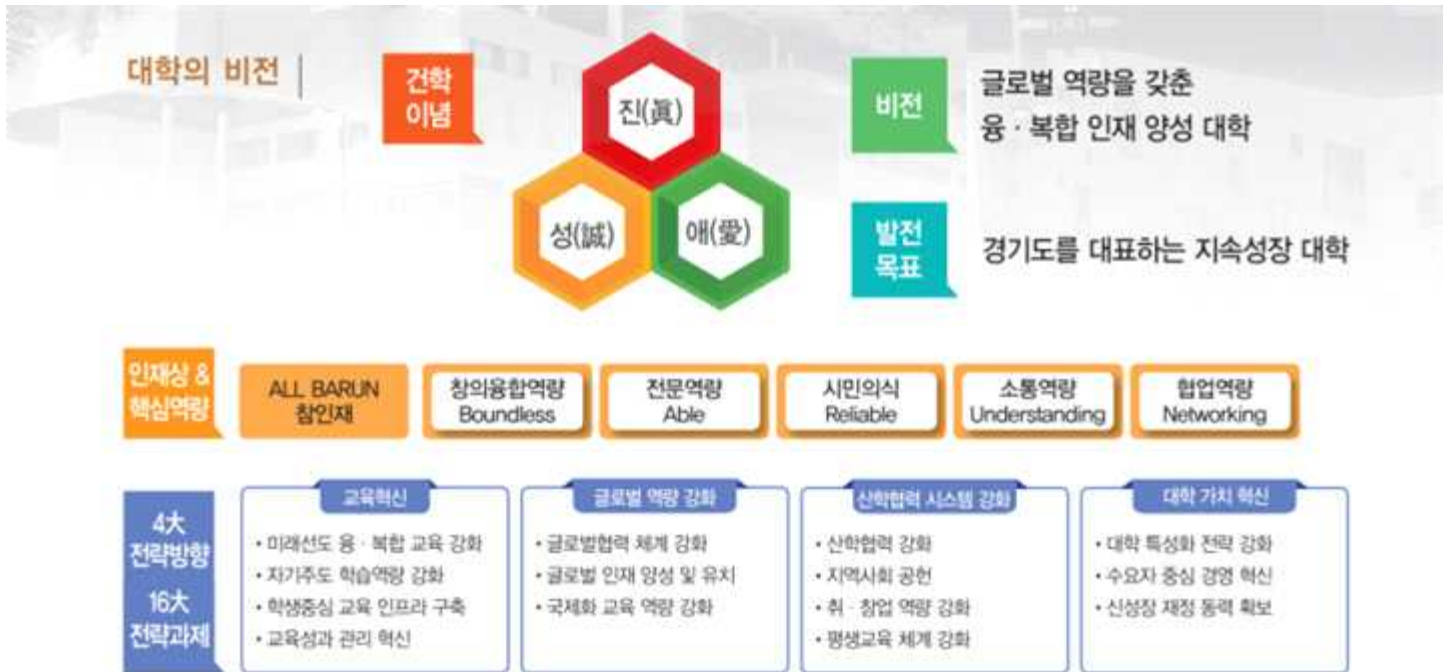 대학의 비전
건학
이념
진(眞)
성(誠)
애(愛)
비전
글로벌 역량을 갖춘
융 · 복합 인재 양성 대학
발전
목표
경기도를 대표하는 지속성장 대학
인재상 &
핵심역량
ALL BARUN
참인재
창의융합역량
Boundless
전문역량
Able
시민의식
Reliable
소통역량
Understanding
협업역량
Networking
4大
전략방향
16大
전략과제
교육혁신
• 미래선도 융 · 복합 교육 강화
• 자기주도 학습역량 강화
• 학생중심 교육 인프라 구축
• 교육성과 관리 혁신
글로벌 역량 강화
• 글로벌협력 체계 강화
• 글로벌 인재 양성 및 유치
• 국제화 교육 역량 강화
산학협력 시스템 강화
• 산학협력 강화
• 지역사회 공헌
• 취 · 창업 역량 강화
• 평생교육 체계 강화
대학 가치 혁신
• 대학 특성화 전략 강화
• 수요자 중심 경영 혁신
• 신성장 재정 동력 확보